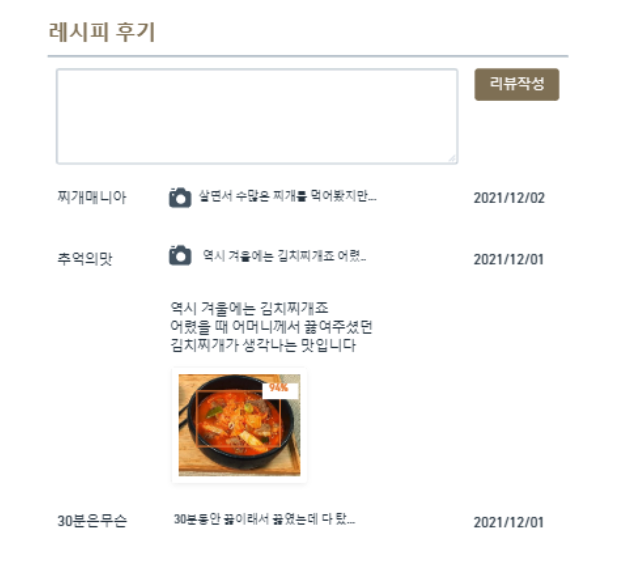 레시피 후기
리뷰작성
찌개매니아 살면서 수많은 찌개를 먹어봤지만... 2021/12/02
추억의맛 역시 겨울에는 김치찌개죠 어렸.. 2021/12/01
역시 겨울에는 김치찌개죠
어렸을 때 어머니께서 끓여주셨던
김치찌개가 생각나는 맛입니다
94%
30분은무슨 30분동안 끓이래서 끓였는데 다 탔... 2021/12/01